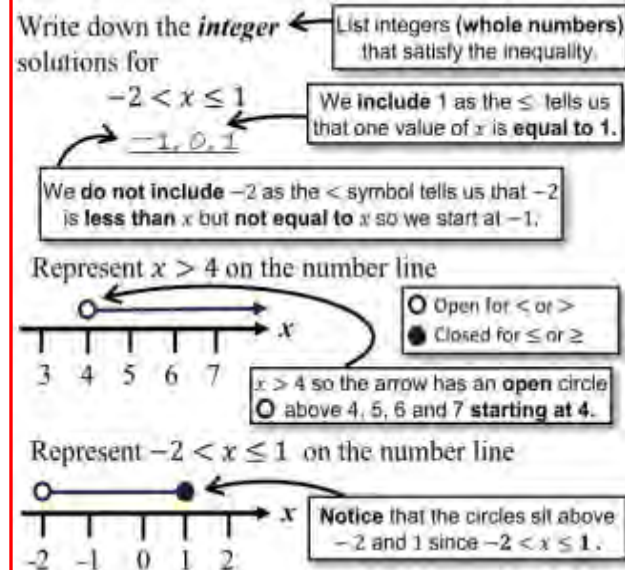 Write down the integer
solutions for
List integers (whole numbers)
that satisfy the inequality.
−2 < x ≤ 1
−1, 0, 1
We include 1 as the ≤ tells us
that one value of x is equal to 1.
We do not include −2 as the < symbol tells us that −2
is less than x but not equal to x so we start at −1.
Represent x > 4 on the number line
x
3 4 5 6 7
O Open for < or >
● Closed for ≤ or ≥
x > 4 so the arrow has an open circle
O above 4, 5, 6 and 7 starting at 4.
Represent −2 < x ≤ 1 on the number line
x
-2 -1 0 1 2
Notice that the circles sit above
−2 and 1 since −2 < x ≤ 1.